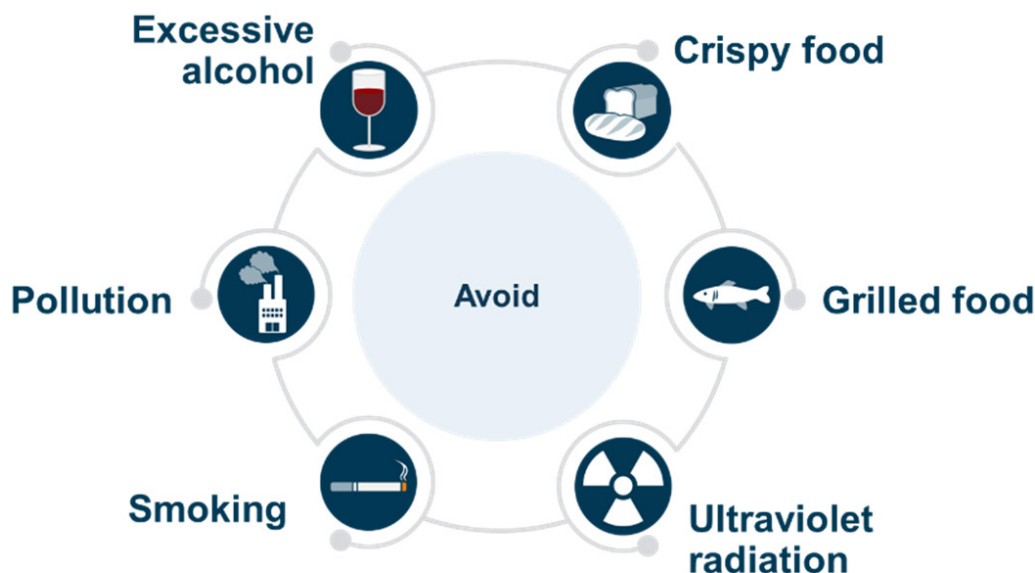 Excessive
alcohol
Crispy food
Pollution
Avoid
Grilled food
Smoking
Ultraviolet
radiation